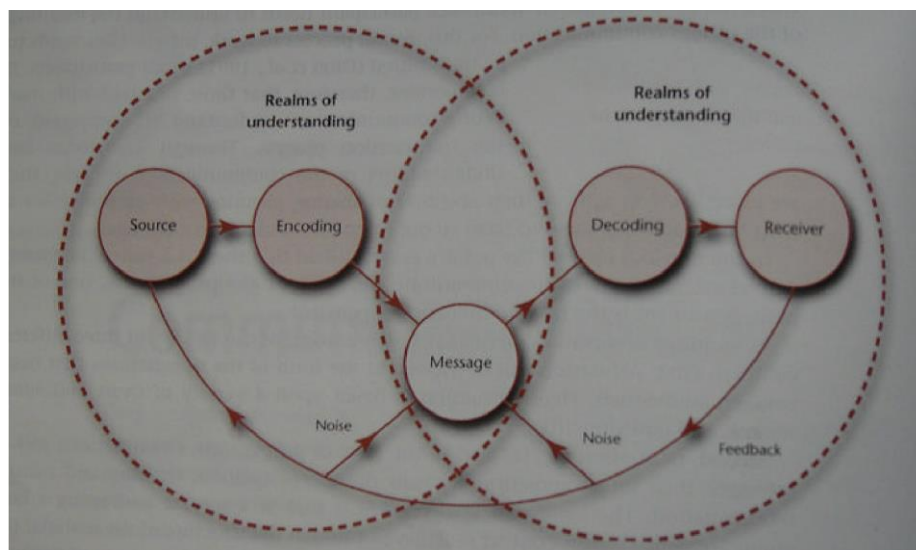 Realms of
understanding
Realms of
understanding
Source
Encoding
Decoding
Receiver
Message
Noise
Noise
Feedback